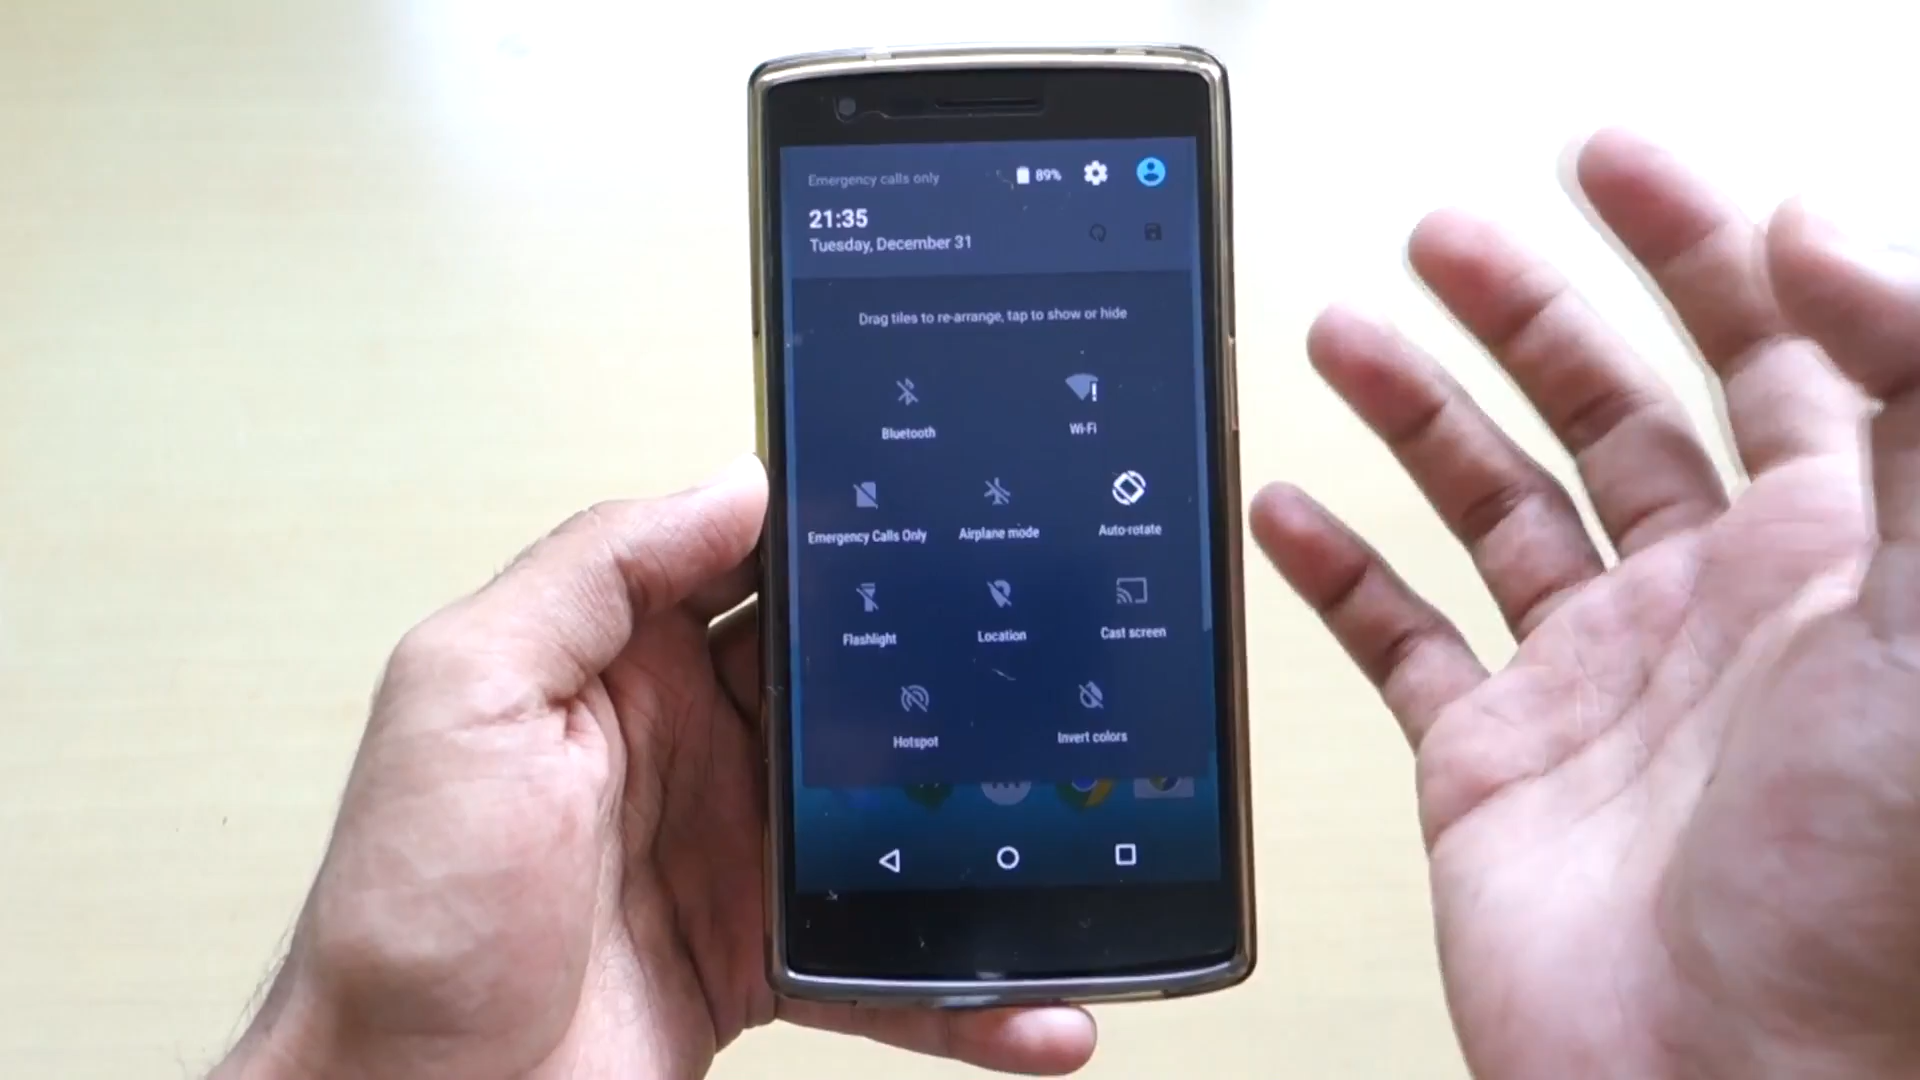 Emergency calls only 89%
21:35
Tuesday, December 31
Drag tiles to re-arrange, tap to show or hide
Bluetooth Wi-Fi
Emergency Calls Only Airplane mode Auto-rotate
Flashlight Location Cast screen
Hotspot Invert colors